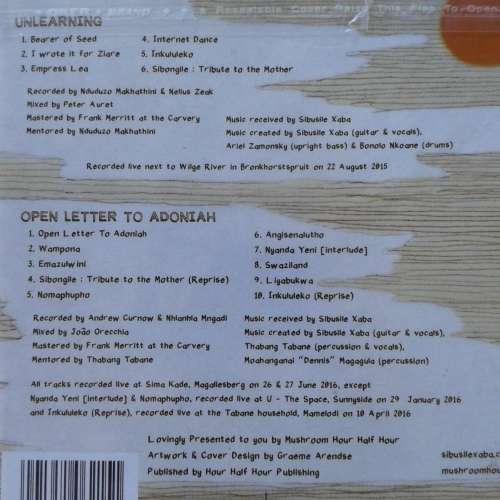 Resealable Cover Raise This Flap To Open
UNLEARNING
1. Bearer of Seed
2. I wrote it for Ziare
3. Empress Lea
4. Internet Dance
5. Inkululeko
6. Sibongile : Tribute to the Mother
Recorded by Nduduzo Makhathini & Nelius Zeak
Mixed by Peter Auret
Mastered by Frank Merritt at the Carvery
Mentored by Nduduzo Makhathini
Music received by Sibusile Xaba
Music created by Sibusile Xaba (guitar & vocals),
Ariel Zamonsky (upright bass) & Bonolo Nkoane (drums)
Recorded live next to Wilge River in Bronkhorstspruit on 22 August 2015
OPEN LETTER TO ADONIAH
1. Open Letter To Adoniah
2. Wampona
3. Emazulwini
4. Sibongile : Tribute to the Mother (Reprise)
5. Nomaphupho
6. Angisenalutho
7. Nyanda Yeni [interlude]
8. Swaziland
9. Liyabukwa
10. Inkululeko (Reprise)
Recorded by Andrew Curnow & Nhlanhla Mngadi
Mixed by João Orecchia
Mastered by Frank Merritt at the Carvery
Mentored by Thabang Tabane
Music received by Sibusile Xaba
Music created by Sibusile Xaba (guitar & vocals),
Thabang Tabane (percussion & vocals),
Mpahanganai "Dennis" Magagula (percussion)
All tracks recorded live at Sima Kade, Magaliesberg on 26 & 27 June 2016, except
Nyanda Yeni [interlude] & Nomaphupho, recorded live at U - The Space, Sunnyside on 29 January 2016
and Inkululeko (Reprise), recorded live at the Tabane household, Mamelodi on 10 April 2016
Lovingly Presented to you by Mushroom Hour Half Hour
Artwork & Cover Design by Graeme Arendse
Published by Hour Half Hour Publishing
sibusilexaba.c
mushroomhou